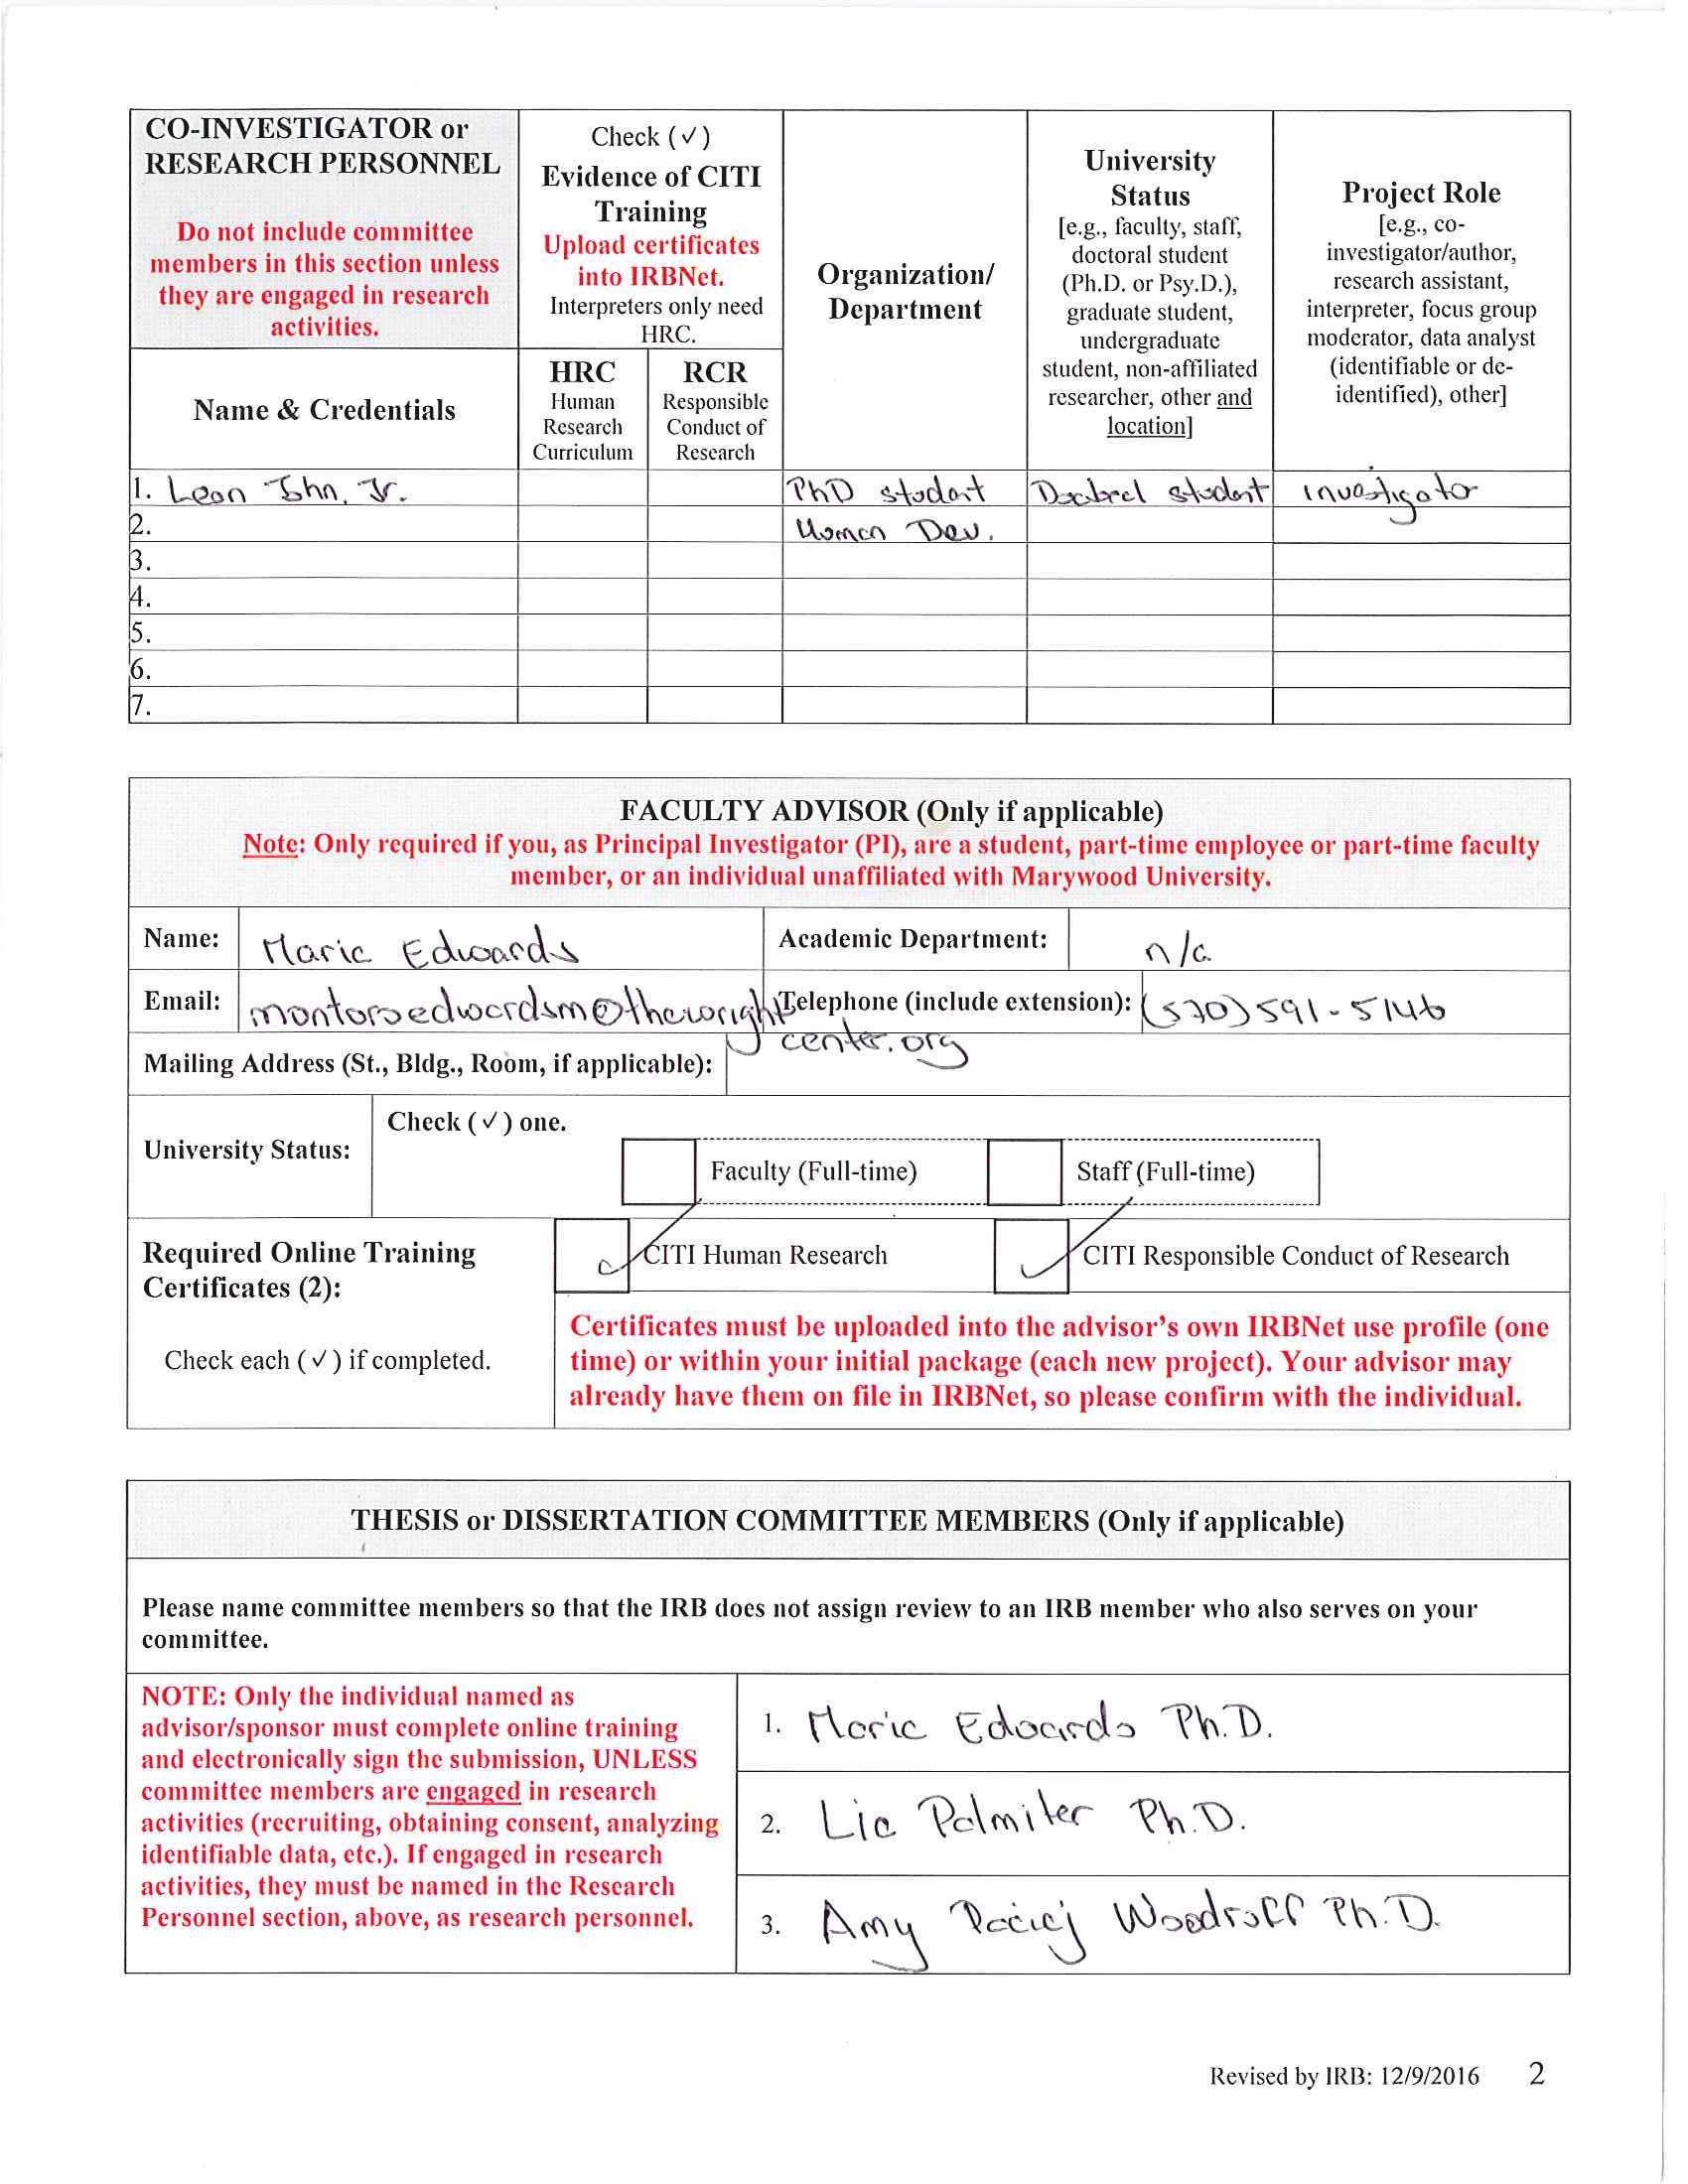 CO-INVESTIGATOR or
RESEARCH PERSONNEL
Do not include committee
members in this section unless
they are engaged in research
activities.
Name & Credentials
Check (✓)
Evidence of CITI
Training
Upload certificates
into IRBNet.
Interpreters only need
HRC.
HRC
Human
Research
Curriculum
RCR
Responsible
Conduct of
Research
Organization/
Department
University
Status
[e.g., faculty, staff,
doctoral student
(Ph.D. or Psy.D.),
graduate student,
undergraduate
student, non-affiliated
researcher, other and
location]
Project Role
[e.g., co-
investigator/author,
research assistant,
interpreter, focus group
moderator, data analyst
(identifiable or de-
identified), other]
1. Leon John, Jr. PhD student Doctoral student investigator
2. Human Dev.
3.
4.
5.
6.
7.
FACULTY ADVISOR (Only if applicable)
Note: Only required if you, as Principal Investigator (PI), are a student, part-time employee or part-time faculty
member, or an individual unaffiliated with Marywood University.
Name: Marie Edwards Academic Department: n/a
Email: montoroedwardsm@thewright Telephone (include extension): (570) 591-5146
center.org
Mailing Address (St., Bldg., Room, if applicable):
University Status:
Check (✓) one.
Faculty (Full-time) Staff (Full-time)
Required Online Training
Certificates (2):
Check each (✓) if completed.
✓ CITI Human Research ✓ CITI Responsible Conduct of Research
Certificates must be uploaded into the advisor's own IRBNet use profile (one
time) or within your initial package (each new project). Your advisor may
already have them on file in IRBNet, so please confirm with the individual.
THESIS or DISSERTATION COMMITTEE MEMBERS (Only if applicable)
Please name committee members so that the IRB does not assign review to an IRB member who also serves on your
committee.
NOTE: Only the individual named as
advisor/sponsor must complete online training
and electronically sign the submission, UNLESS
committee members are engaged in research
activities (recruiting, obtaining consent, analyzing
identifiable data, etc.). If engaged in research
activities, they must be named in the Research
Personnel section, above, as research personnel.
1. Marie Edwards Ph.D.
2. Lia Palmiter Ph.D.
3. Amy Woodruff Ph.D.
Revised by IRB: 12/9/2016 2